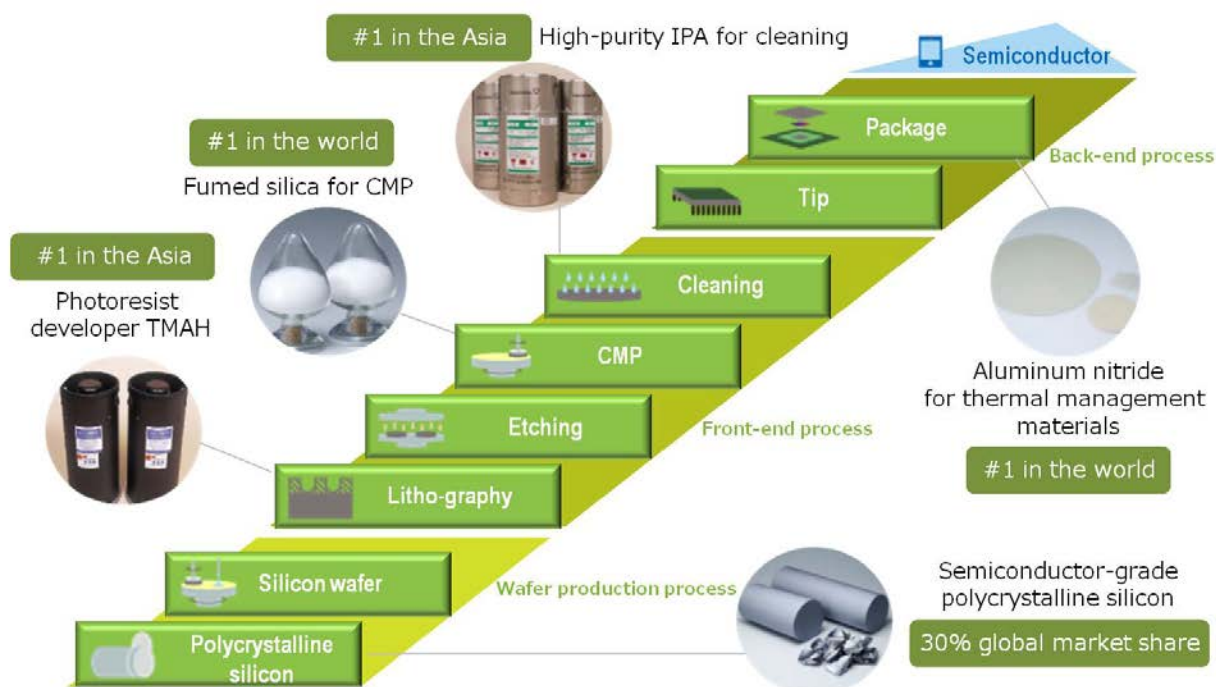 #1 in the Asia
High-purity IPA for cleaning
Semiconductor
#1 in the world
Fumed silica for CMP
Package
Back-end process
Tip
#1 in the Asia
Photoresist
developer TMAH
Cleaning
CMP
Aluminum nitride
for thermal management
materials
#1 in the world
Etching
Front-end process
Litho-graphy
Silicon wafer
Wafer production process
Semiconductor-grade
polycrystalline silicon
30% global market share
Polycrystalline
silicon